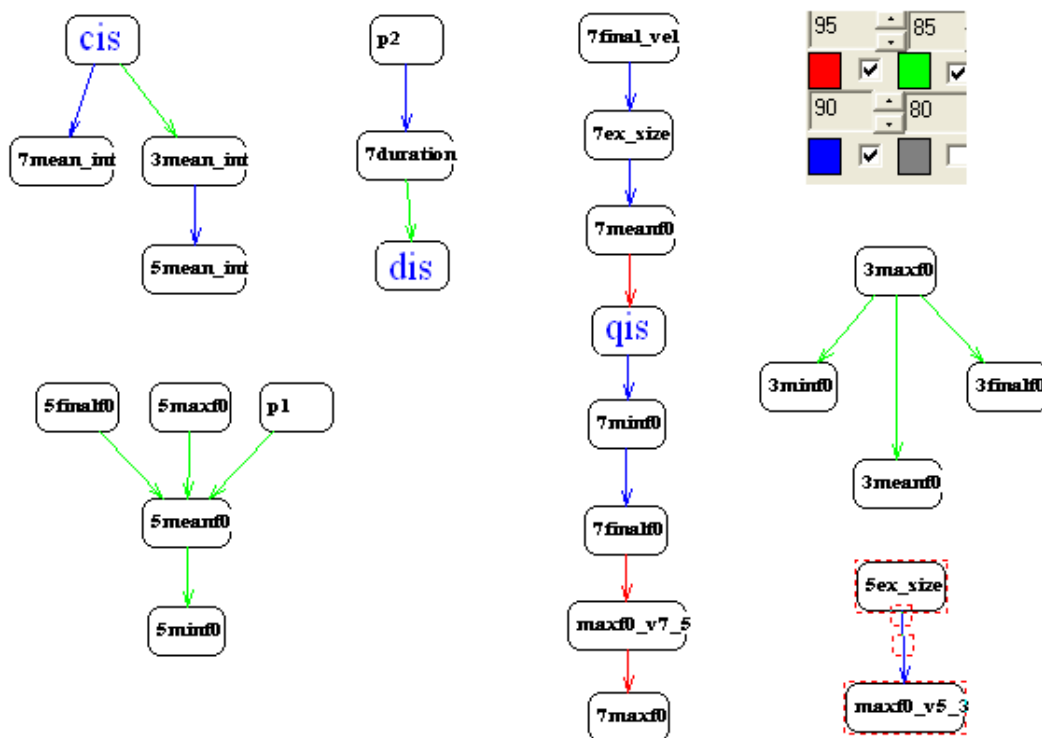 cis
7mean_int
3mean_int
5mean_int
p2
7duration
dis
5finalf0
5maxf0
p1
5meanf0
5minf0
7final_vel
7ex_size
7meanf0
qis
7minf0
7finalf0
maxf0_v7_5
7maxf0
95
85
90
80
3maxf0
3minf0
3finalf0
3meanf0
5ex_size
maxf0_v5_3